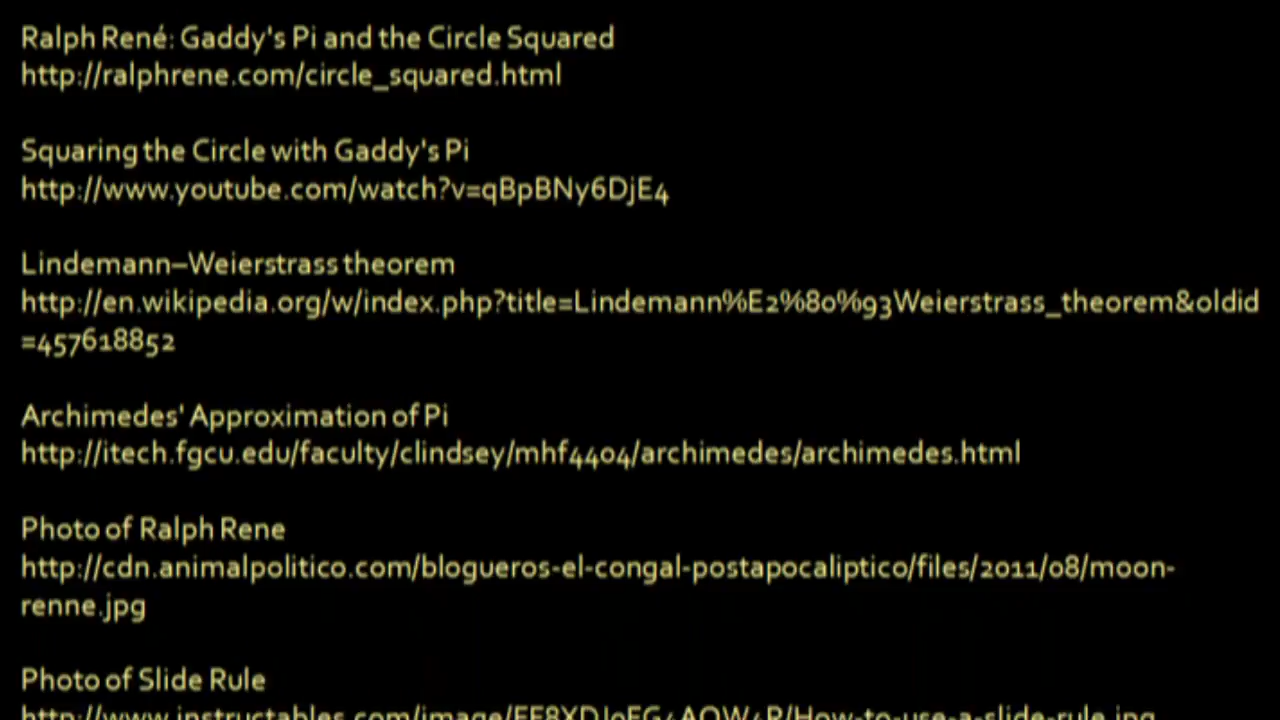 Ralph René: Gaddy's Pi and the Circle Squared
http://ralphrene.com/circle_squared.html
Squaring the Circle with Gaddy's Pi
http://www.youtube.com/watch?v=qBpBNy6DjE4
Lindemann–Weierstrass theorem
http://en.wikipedia.org/w/index.php?title=Lindemann%E2%80%93Weierstrass_theorem&oldid
=457618852
Archimedes' Approximation of Pi
http://itech.fgcu.edu/faculty/clindsey/mhf4404/archimedes/archimedes.html
Photo of Ralph Rene
http://cdn.animalpolitico.com/blogueros-el-congal-postapocaliptico/files/2011/08/moon-
renne.jpg
Photo of Slide Rule